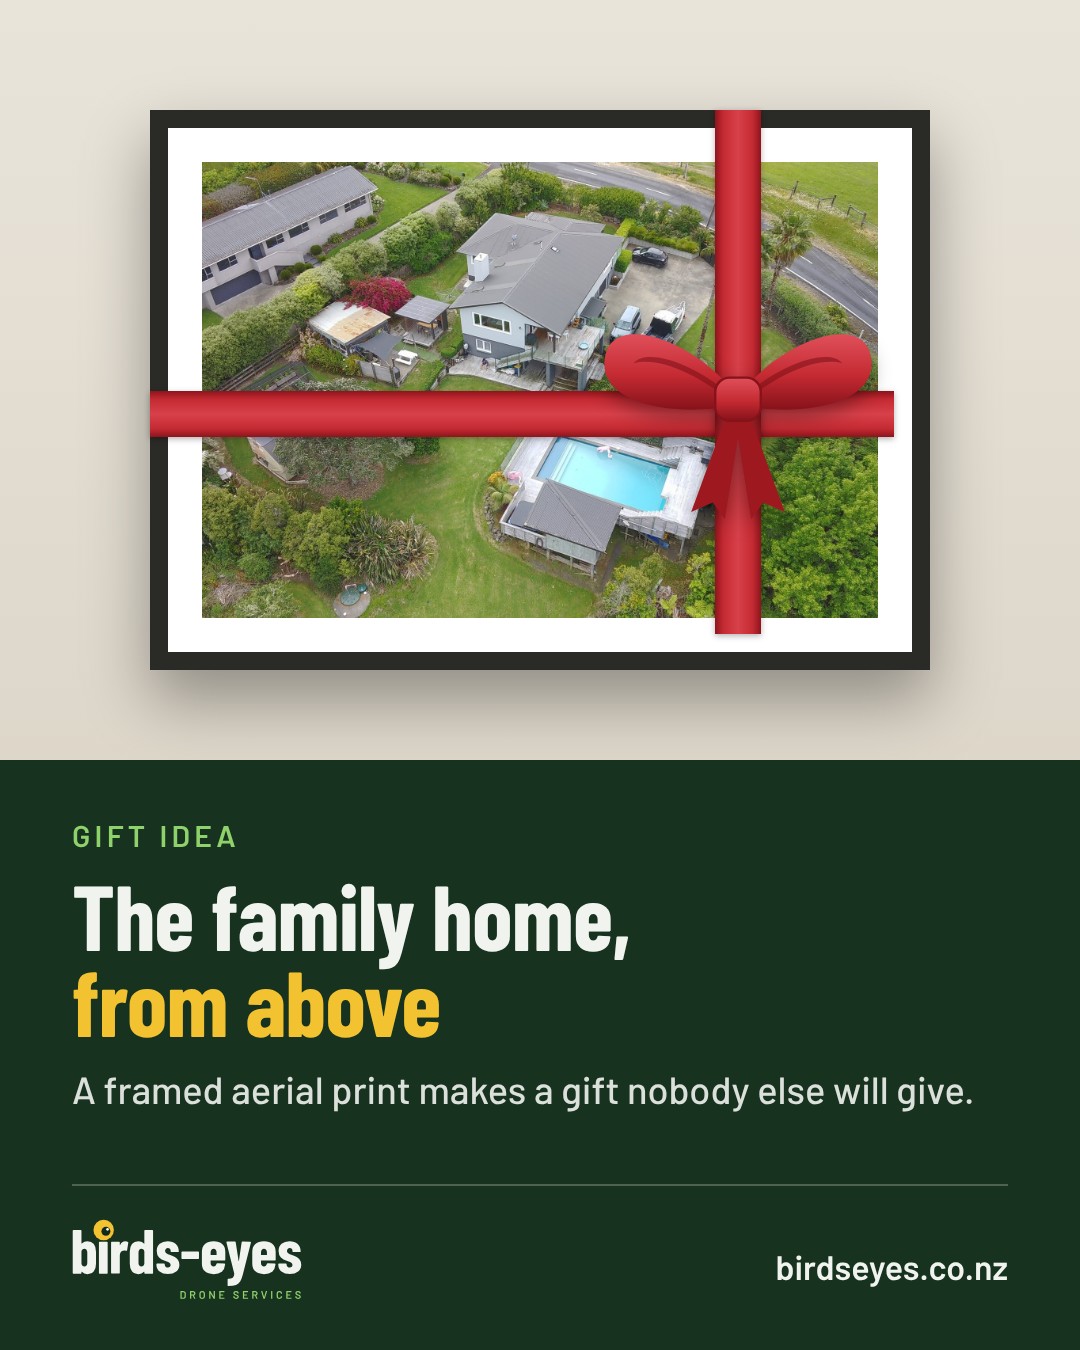 GIFT IDEA
The family home,
from above
A framed aerial print makes a gift nobody else will give.
birds-eyes
DRONE SERVICES
birdseyes.co.nz